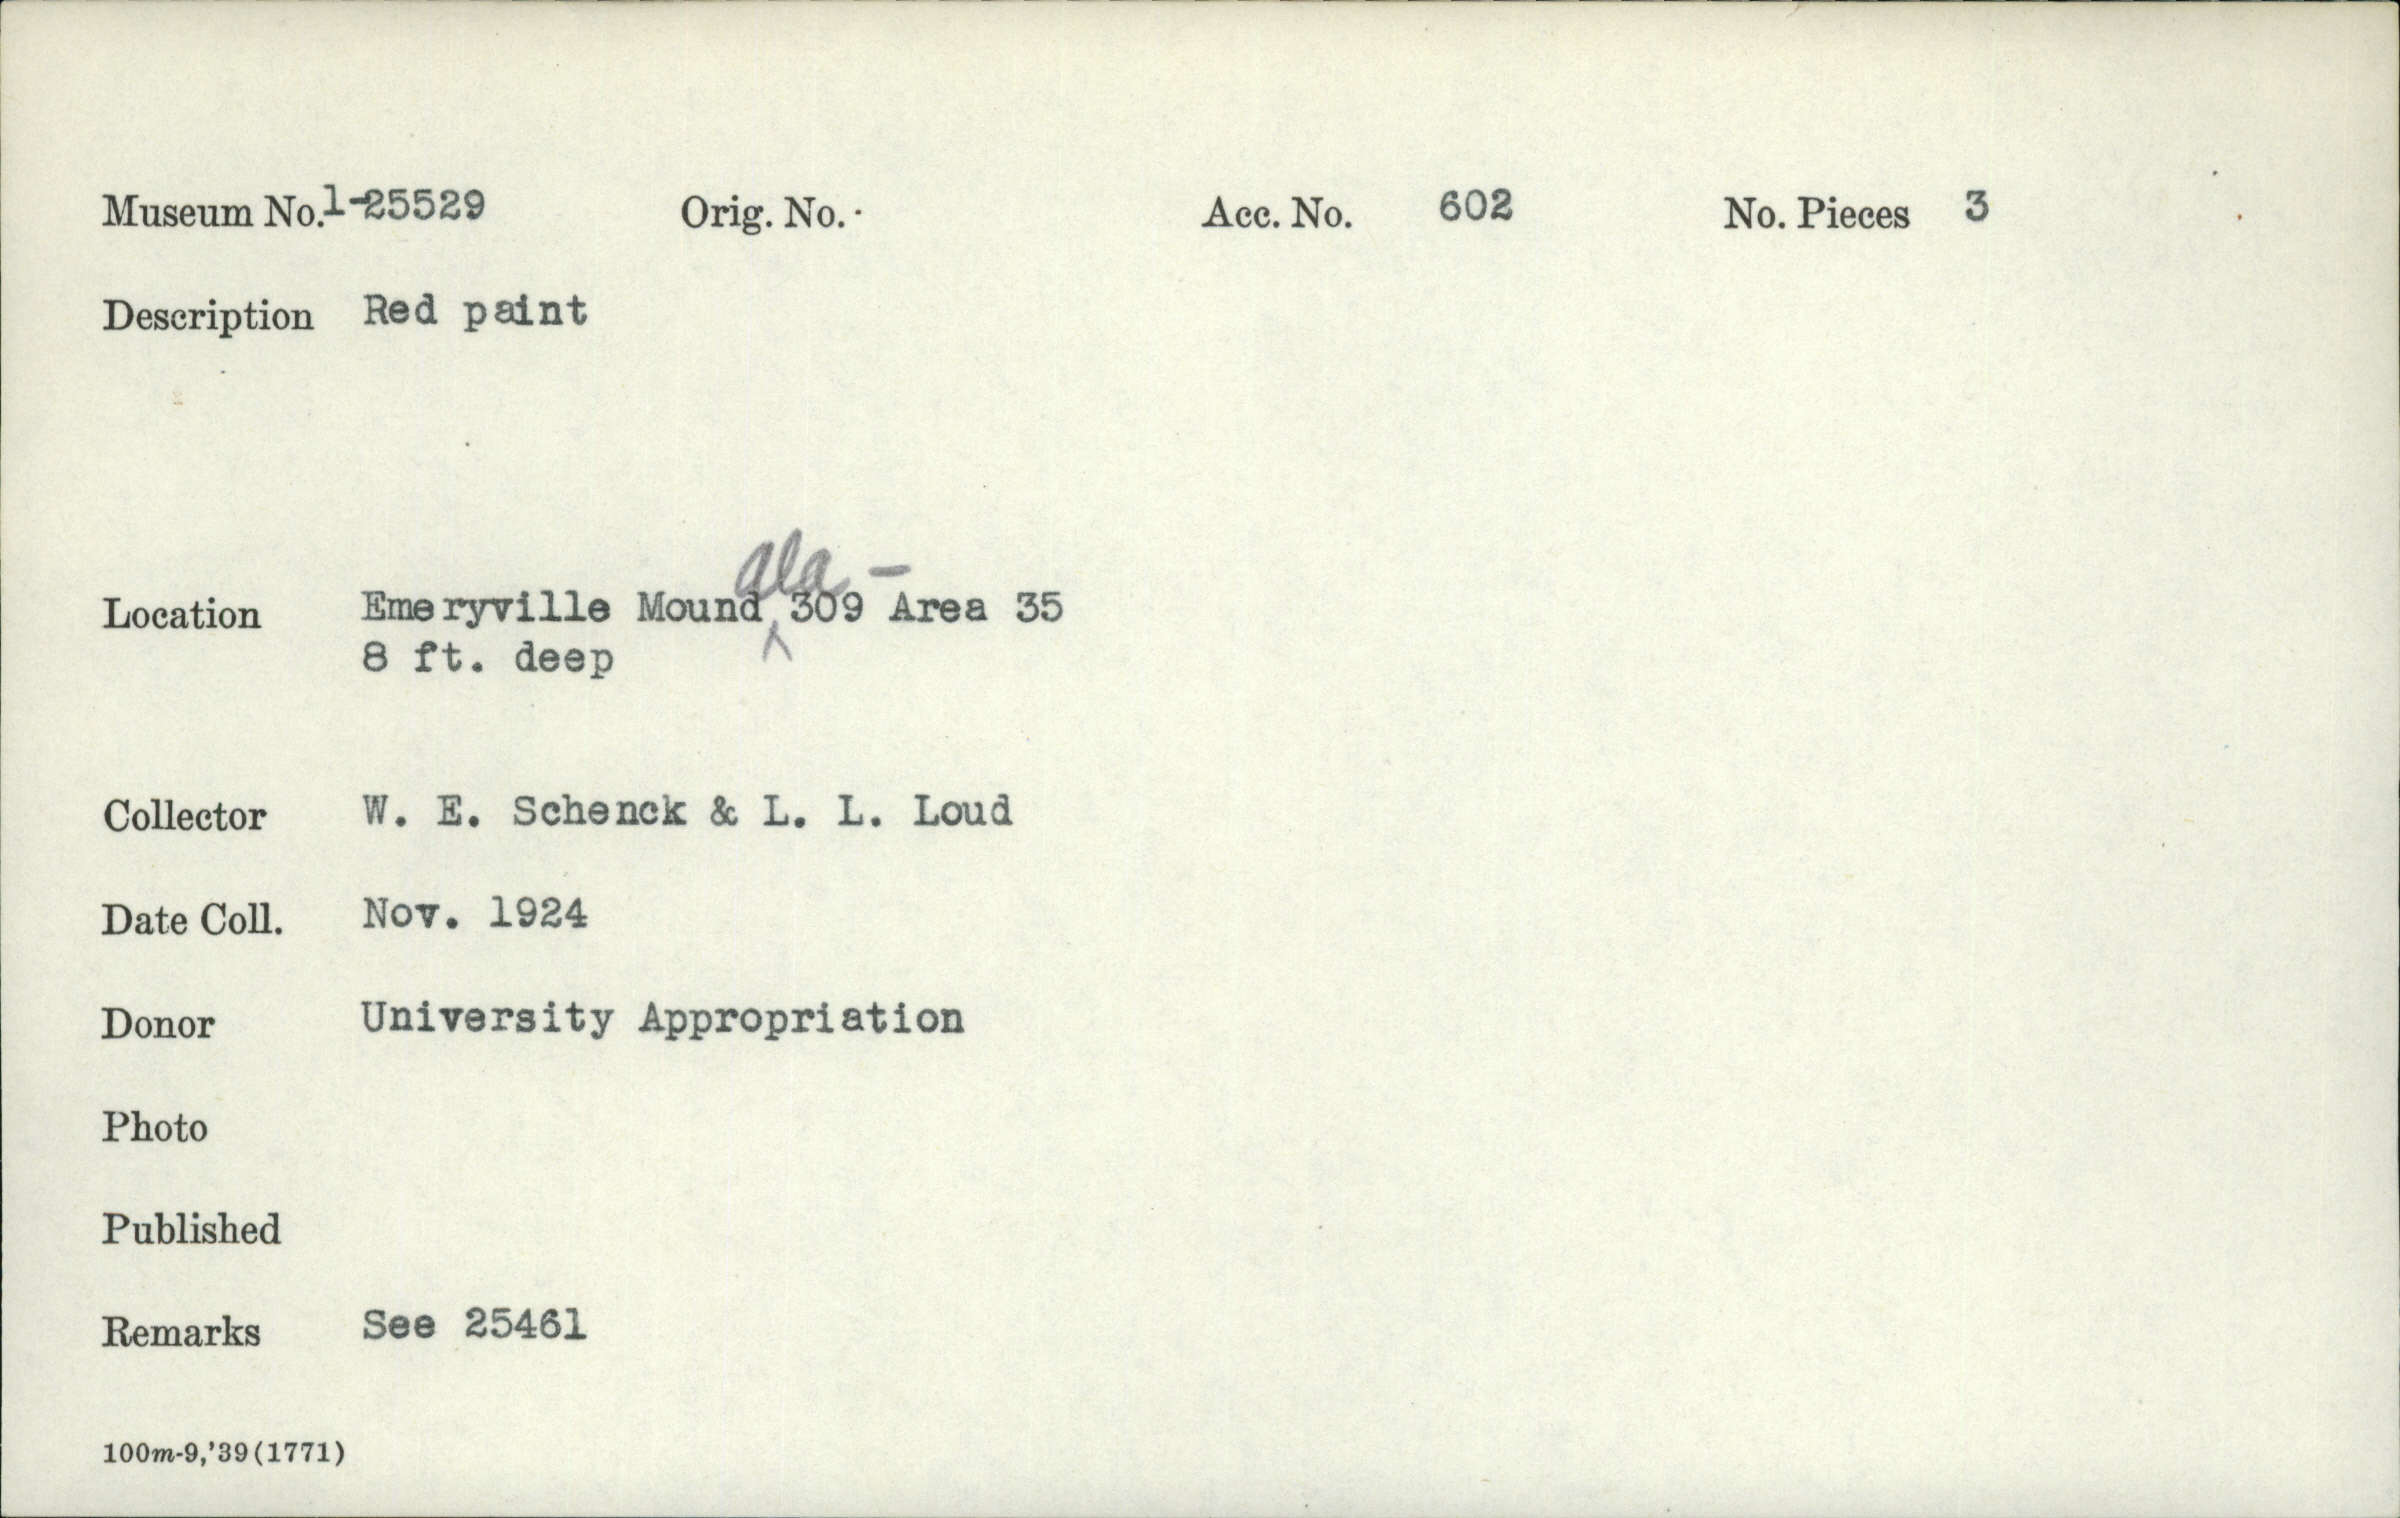 Museum No. 1-25529 Orig. No. Acc. No. 602 No. Pieces 3
Description Red paint
Location Emeryville Mound Ala- 309 Area 35
8 ft. deep
Collector W. E. Schenck & L. L. Loud
Date Coll. Nov. 1924
Donor University Appropriation
Photo
Published
Remarks See 25461
100m-9,'39(1771)